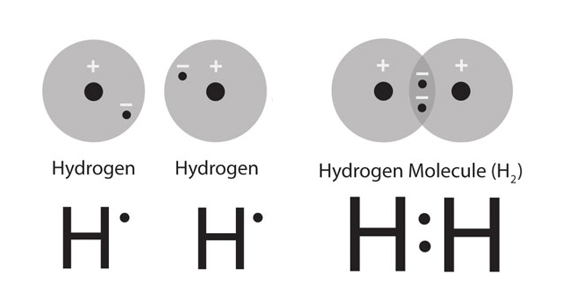 + − + − + − − +
Hydrogen Hydrogen Hydrogen Molecule (H₂)
H· H· H:H